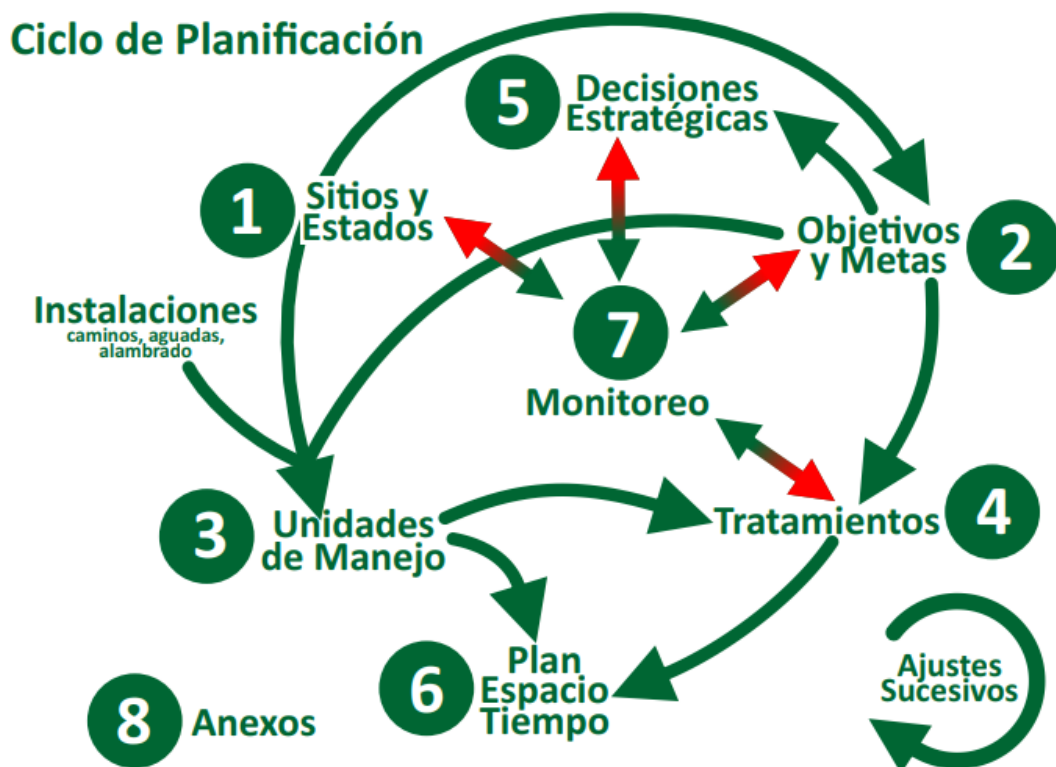 Ciclo de Planificación
5
Decisiones
Estratégicas
1
Sitios y
Estados
Objetivos
y Metas
2
Instalaciones
caminos, aguadas,
alambrado
7
Monitoreo
3
Unidades
de Manejo
Tratamientos
4
6
Plan
Espacio
Tiempo
Ajustes
Sucesivos
8
Anexos